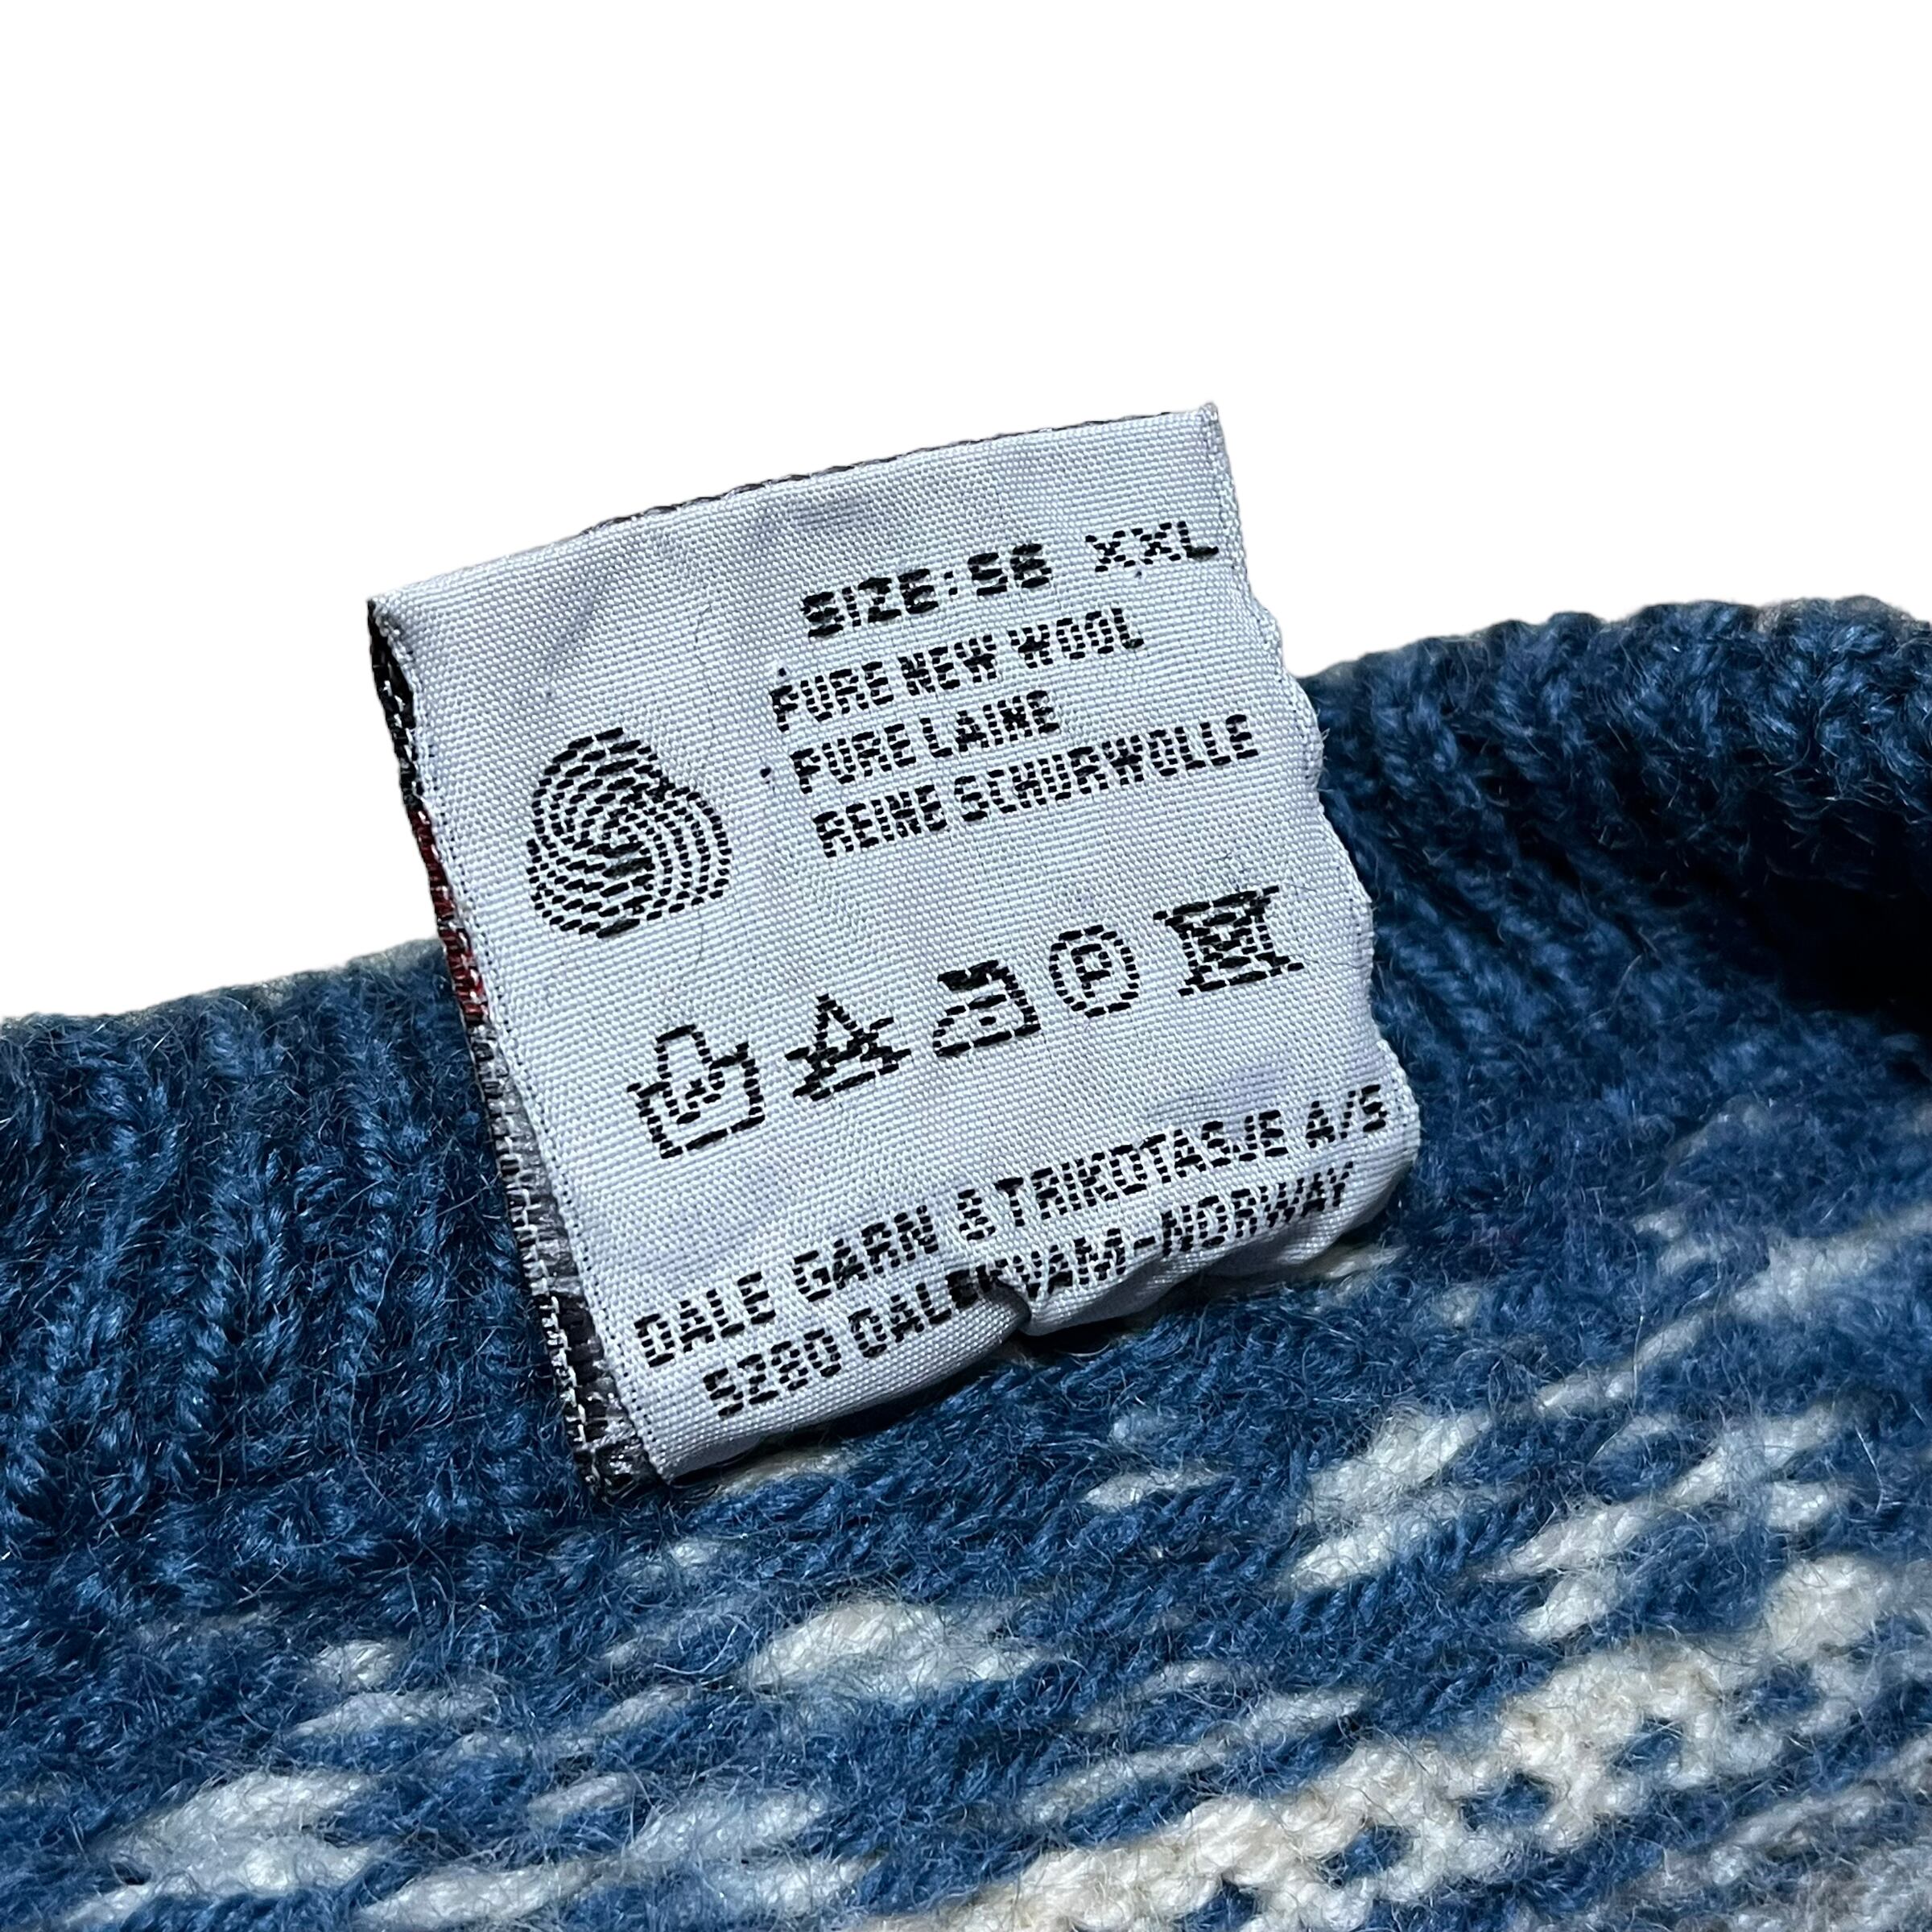 SIZE: 56 XXL
PURE NEW WOOL
PURE LAINE
REINE SCHURWOLLE
P
DALE GARN & TRIKOTASJE A/S
5280 DALEKVAM-NORWAY